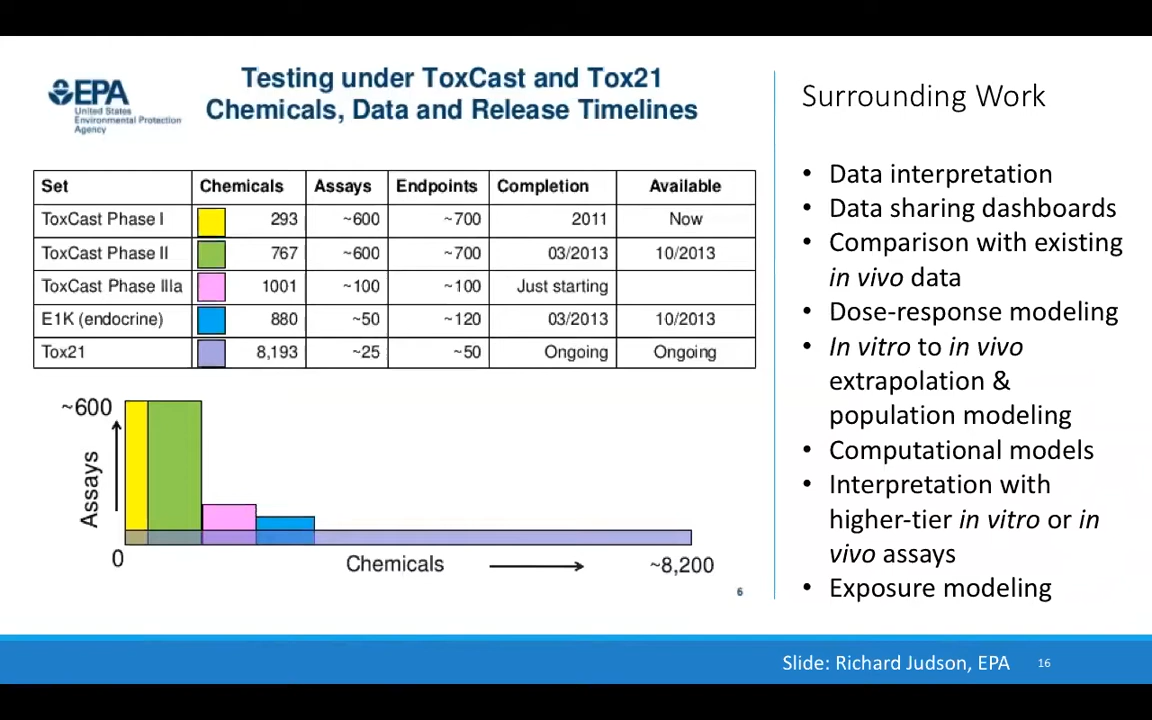 EPA
United States
Environmental Protection
Agency
Testing under ToxCast and Tox21
Chemicals, Data and Release Timelines
Set Chemicals Assays Endpoints Completion Available
ToxCast Phase I 293 ~600 ~700 2011 Now
ToxCast Phase II 767 ~600 ~700 03/2013 10/2013
ToxCast Phase IIIa 1001 ~100 ~100 Just starting
E1K (endocrine) 880 ~50 ~120 03/2013 10/2013
Tox21 8,193 ~25 ~50 Ongoing Ongoing
~600
Assays
0
Chemicals
~8,200
6
Surrounding Work
• Data interpretation
• Data sharing dashboards
• Comparison with existing
in vivo data
• Dose-response modeling
• In vitro to in vivo
extrapolation &
population modeling
• Computational models
• Interpretation with
higher-tier in vitro or in
vivo assays
• Exposure modeling
Slide: Richard Judson, EPA 16